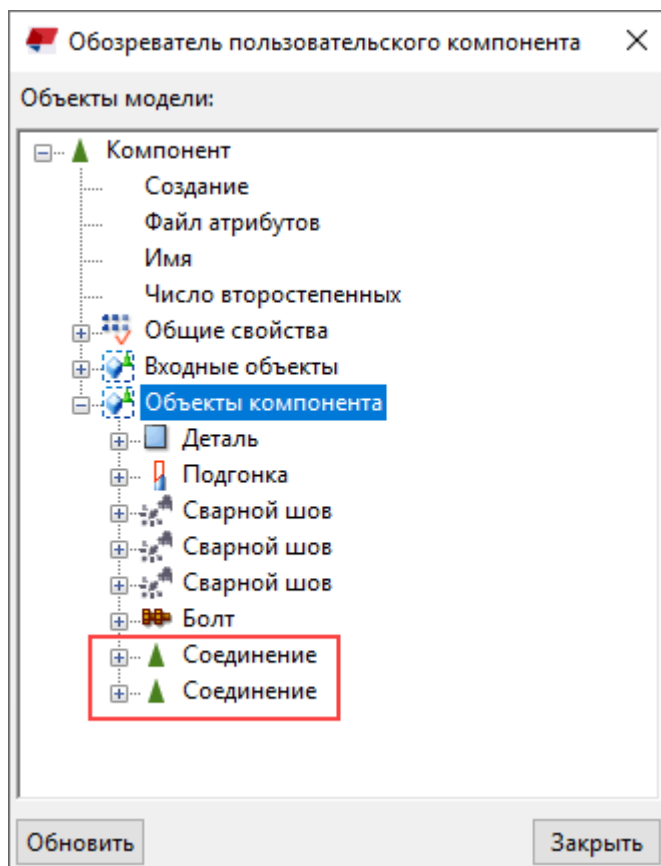 Обозреватель пользовательского компонента
Объекты модели:
Компонент
Создание
Файл атрибутов
Имя
Число второстепенных
Общие свойства
Входные объекты
Объекты компонента
Деталь
Подгонка
Сварной шов
Сварной шов
Сварной шов
Болт
Соединение
Соединение
Обновить Закрыть